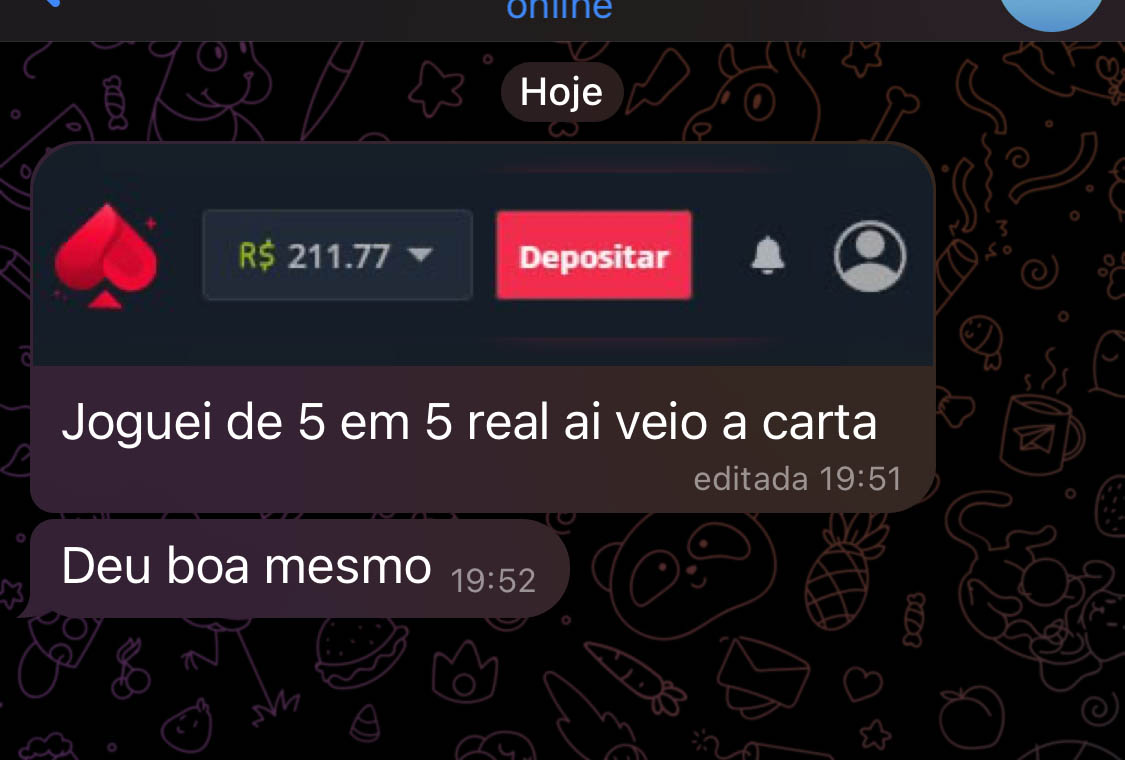 online
Hoje
R$ 211.77
Depositar
Joguei de 5 em 5 real ai veio a carta
editada 19:51
Deu boa mesmo 19:52